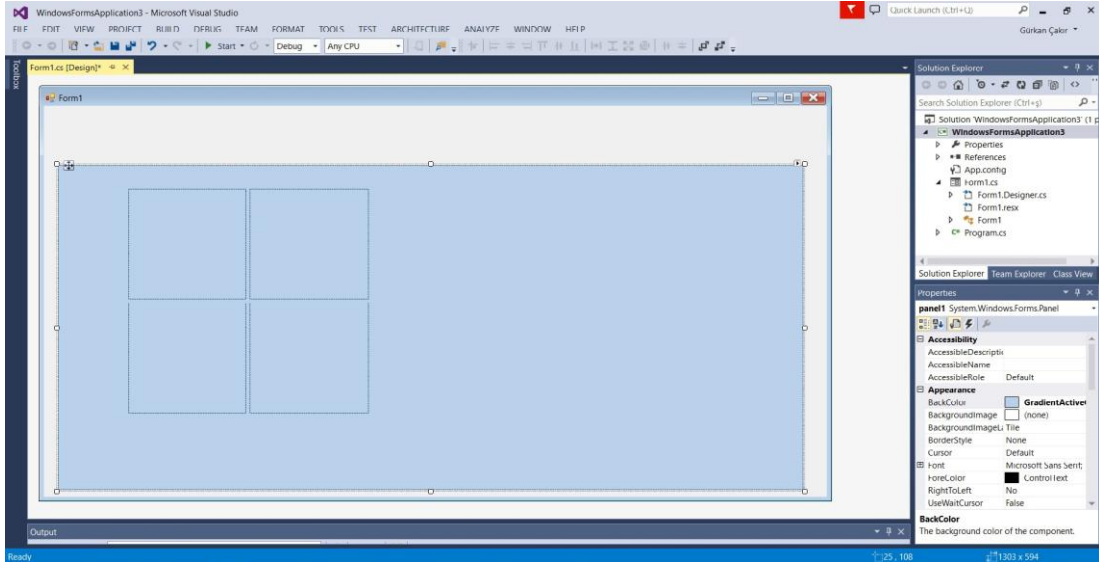 WindowsFormsApplication3 - Microsoft Visual Studio
Quick Launch (Ctrl+Q)
FILE EDIT VIEW PROJECT BUILD DEBUG TEAM FORMAT TOOLS TEST ARCHITECTURE ANALYZE WINDOW HELP
Gürkan Çakır
Start Debug Any CPU
Toolbox
Form1.cs [Design]*
Form1
Solution Explorer
Search Solution Explorer (Ctrl+ş)
Solution 'WindowsFormsApplication3' (1 p
WindowsFormsApplication3
Properties
References
App.config
Form1.cs
Form1.Designer.cs
Form1.resx
Form1
Program.cs
Solution Explorer Team Explorer Class View
Properties
panel1 System.Windows.Forms.Panel
Accessibility
AccessibleDescriptio
AccessibleName
AccessibleRole Default
Appearance
BackColor GradientActive
BackgroundImage (none)
BackgroundImageLa Tile
BorderStyle None
Cursor Default
Font Microsoft Sans Serif;
ForeColor ControlText
RightToLeft No
UseWaitCursor False
BackColor
The background color of the component.
Output
Ready 25 , 108 1303 x 594